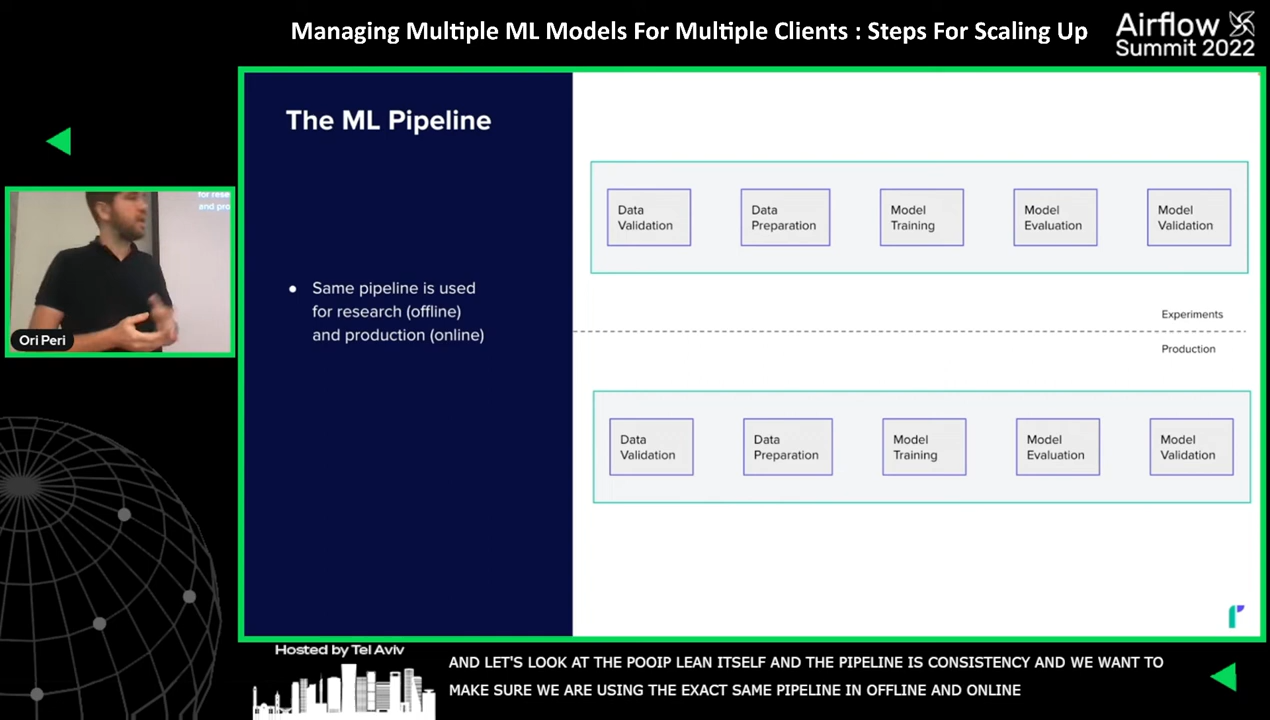 Managing Multiple ML Models For Multiple Clients : Steps For Scaling Up
Airflow
Summit 2022
The ML Pipeline
Same pipeline is used
for research (offline)
and production (online)
Data
Validation
Data
Preparation
Model
Training
Model
Evaluation
Model
Validation
Experiments
Production
Data
Validation
Data
Preparation
Model
Training
Model
Evaluation
Model
Validation
for rese
and pro
Ori Peri
Hosted by Tel Aviv
AND LET'S LOOK AT THE POOIP LEAN ITSELF AND THE PIPELINE IS CONSISTENCY AND WE WANT TO
MAKE SURE WE ARE USING THE EXACT SAME PIPELINE IN OFFLINE AND ONLINE